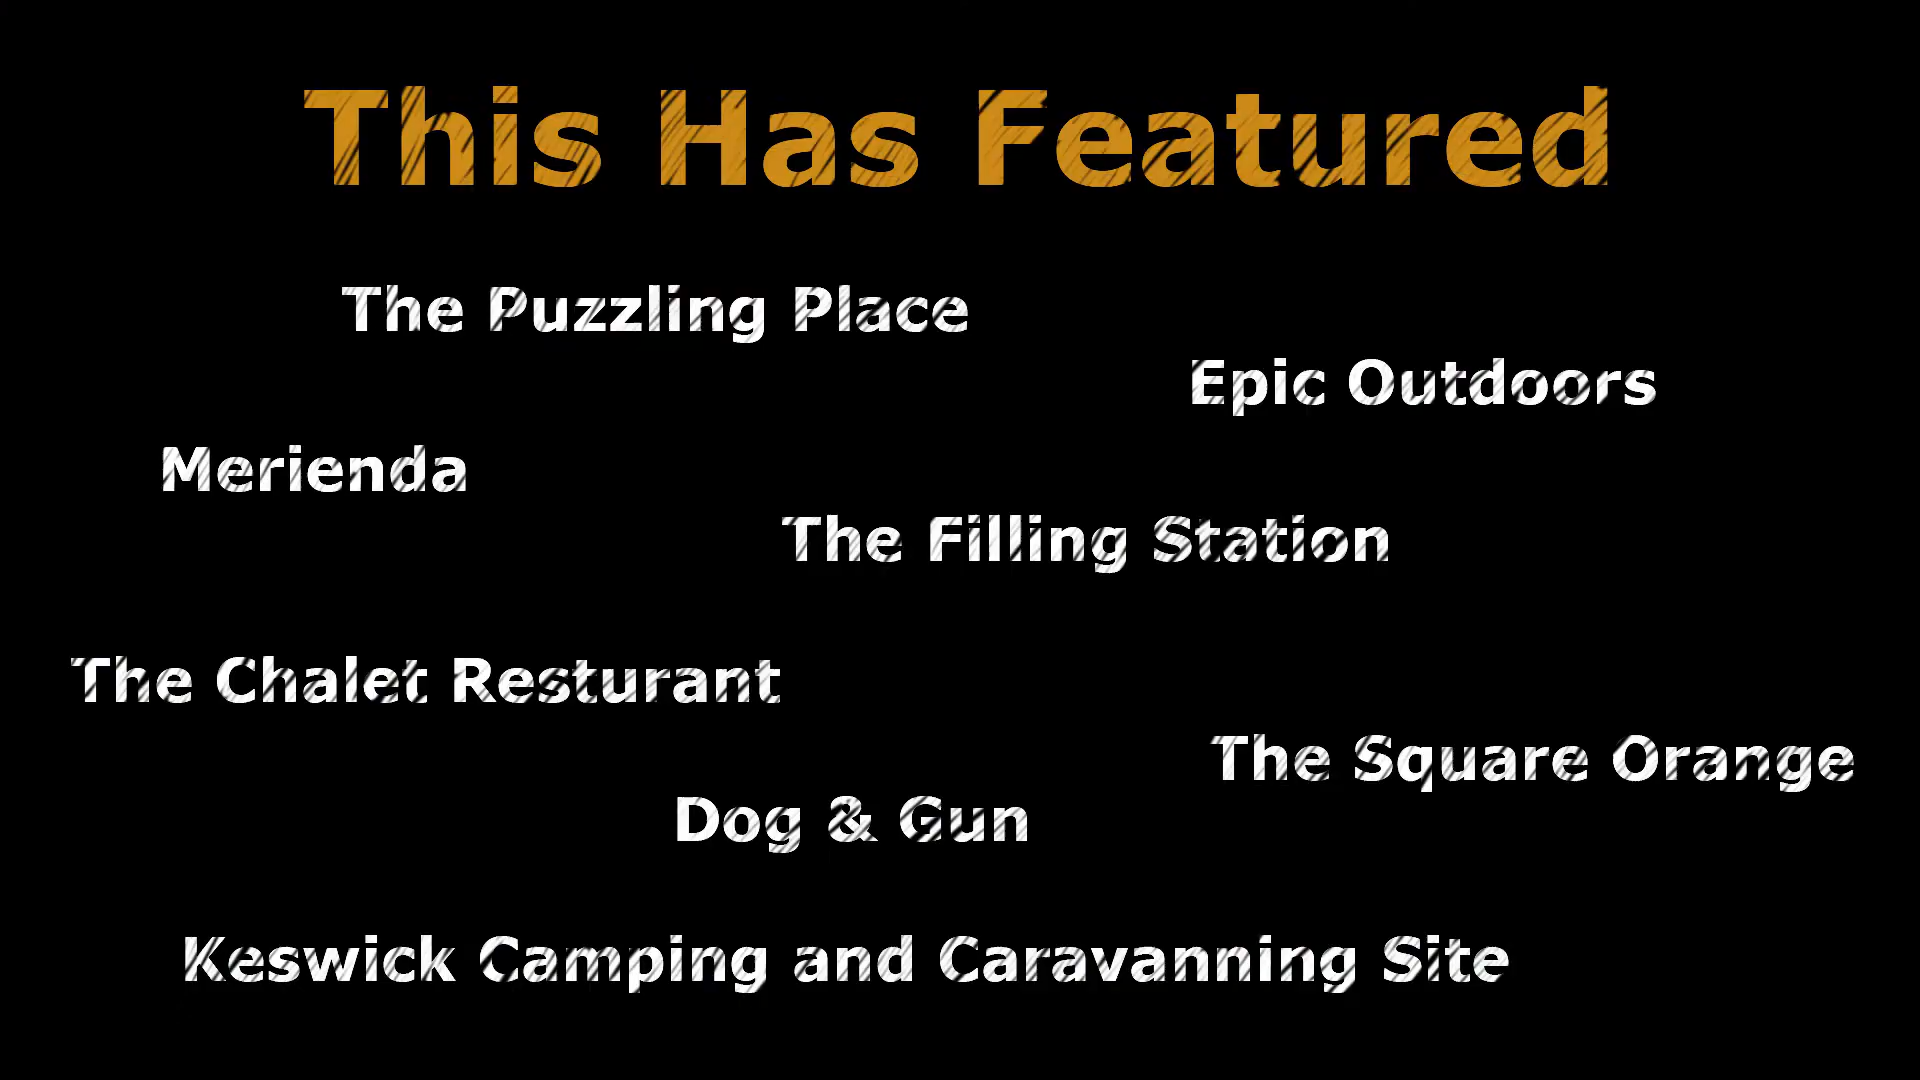 This Has Featured
The Puzzling Place
Epic Outdoors
Merienda
The Filling Station
The Chalet Resturant
The Square Orange
Dog & Gun
Keswick Camping and Caravanning Site